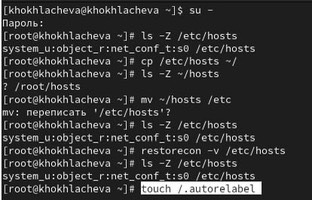 [khokhlacheva@khokhlacheva ~]$ su -
Пароль:
[root@khokhlacheva ~]# ls -Z /etc/hosts
system_u:object_r:net_conf_t:s0 /etc/hosts
[root@khokhlacheva ~]# cp /etc/hosts ~/
[root@khokhlacheva ~]# ls -Z ~/hosts
? /root/hosts
[root@khokhlacheva ~]# mv ~/hosts /etc
mv: переписать '/etc/hosts'?
[root@khokhlacheva ~]# ls -Z /etc/hosts
system_u:object_r:net_conf_t:s0 /etc/hosts
[root@khokhlacheva ~]# restorecon -v /etc/hosts
[root@khokhlacheva ~]# ls -Z /etc/hosts
system_u:object_r:net_conf_t:s0 /etc/hosts
[root@khokhlacheva ~]# touch /.autorelabel